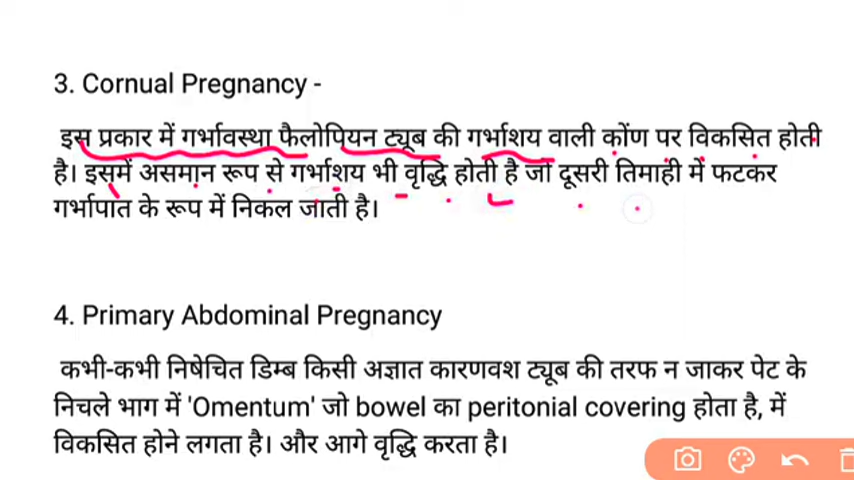 3. Cornual Pregnancy -
इस प्रकार में गर्भावस्था फैलोपियन ट्यूब की गर्भाशय वाली कोंण पर विकसित होती
है। इसमें असमान रूप से गर्भाशय भी वृद्धि होती है जो दूसरी तिमाही में फटकर
गर्भापात के रूप में निकल जाती है।
4. Primary Abdominal Pregnancy
कभी-कभी निषेचित डिम्ब किसी अज्ञात कारणवश ट्यूब की तरफ न जाकर पेट के
निचले भाग में 'Omentum' जो bowel का peritonial covering होता है, में
विकसित होने लगता है। और आगे वृद्धि करता है।